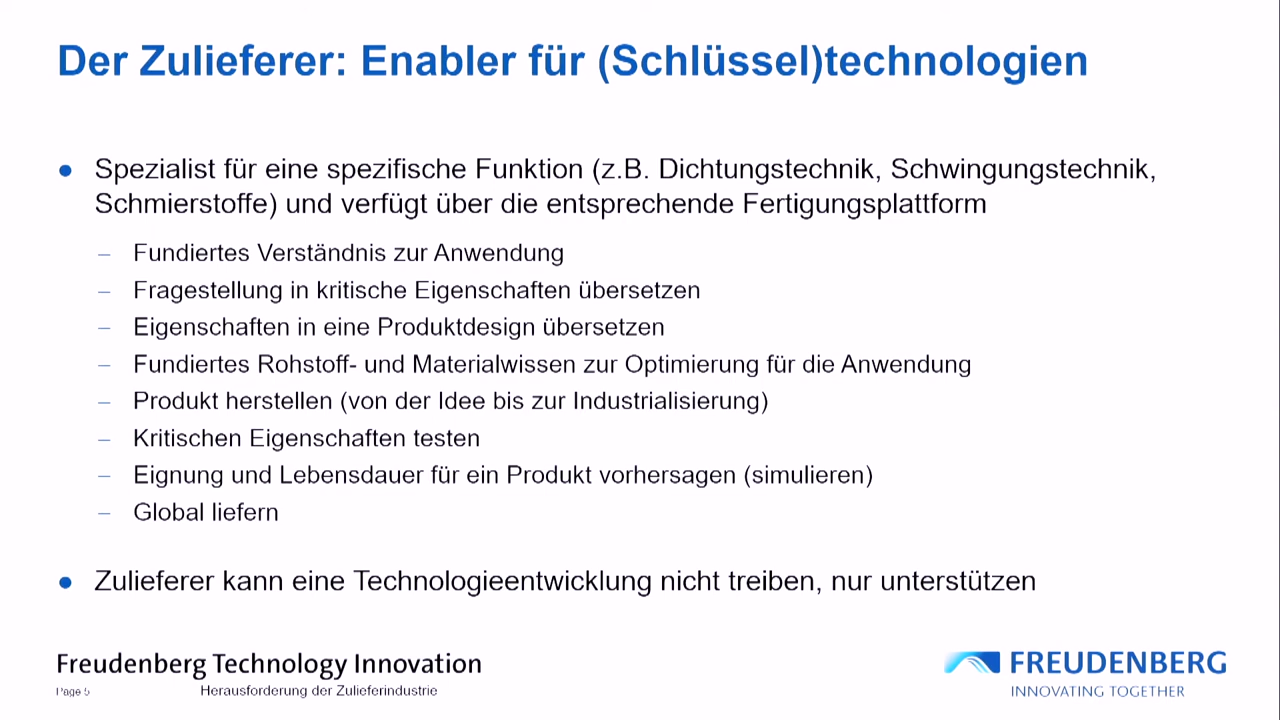 Der Zulieferer: Enabler für (Schlüssel)technologien
● Spezialist für eine spezifische Funktion (z.B. Dichtungstechnik, Schwingungstechnik,
Schmierstoffe) und verfügt über die entsprechende Fertigungsplattform
– Fundiertes Verständnis zur Anwendung
– Fragestellung in kritische Eigenschaften übersetzen
– Eigenschaften in eine Produktdesign übersetzen
– Fundiertes Rohstoff- und Materialwissen zur Optimierung für die Anwendung
– Produkt herstellen (von der Idee bis zur Industrialisierung)
– Kritischen Eigenschaften testen
– Eignung und Lebensdauer für ein Produkt vorhersagen (simulieren)
– Global liefern
● Zulieferer kann eine Technologieentwicklung nicht treiben, nur unterstützen
Freudenberg Technology Innovation
Page 5 Herausforderung der Zulieferindustrie
FREUDENBERG
INNOVATING TOGETHER